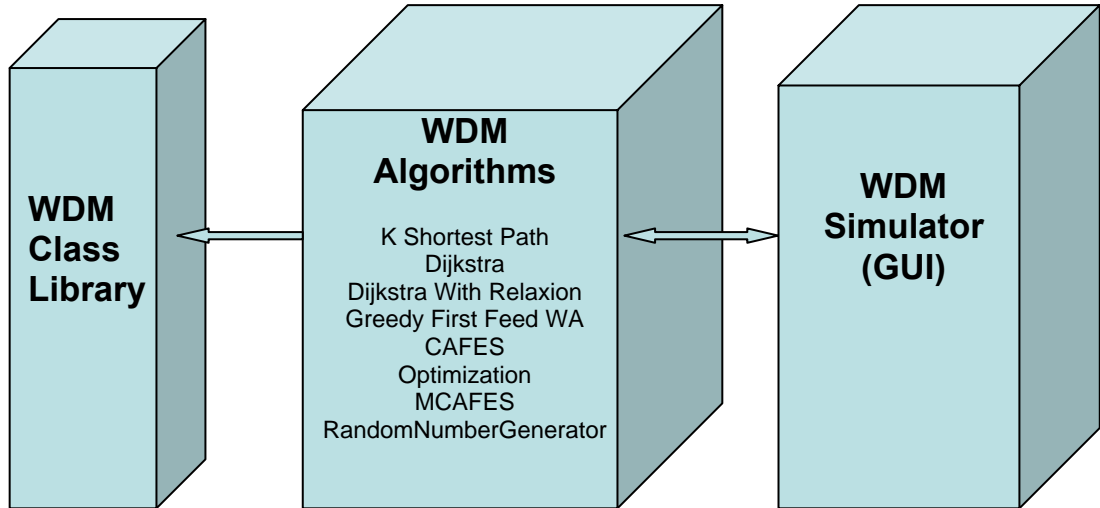 WDM
Class
Library
WDM
Algorithms
K Shortest Path
Dijkstra
Dijkstra With Relaxion
Greedy First Feed WA
CAFES
Optimization
MCAFES
RandomNumberGenerator
WDM
Simulator
(GUI)